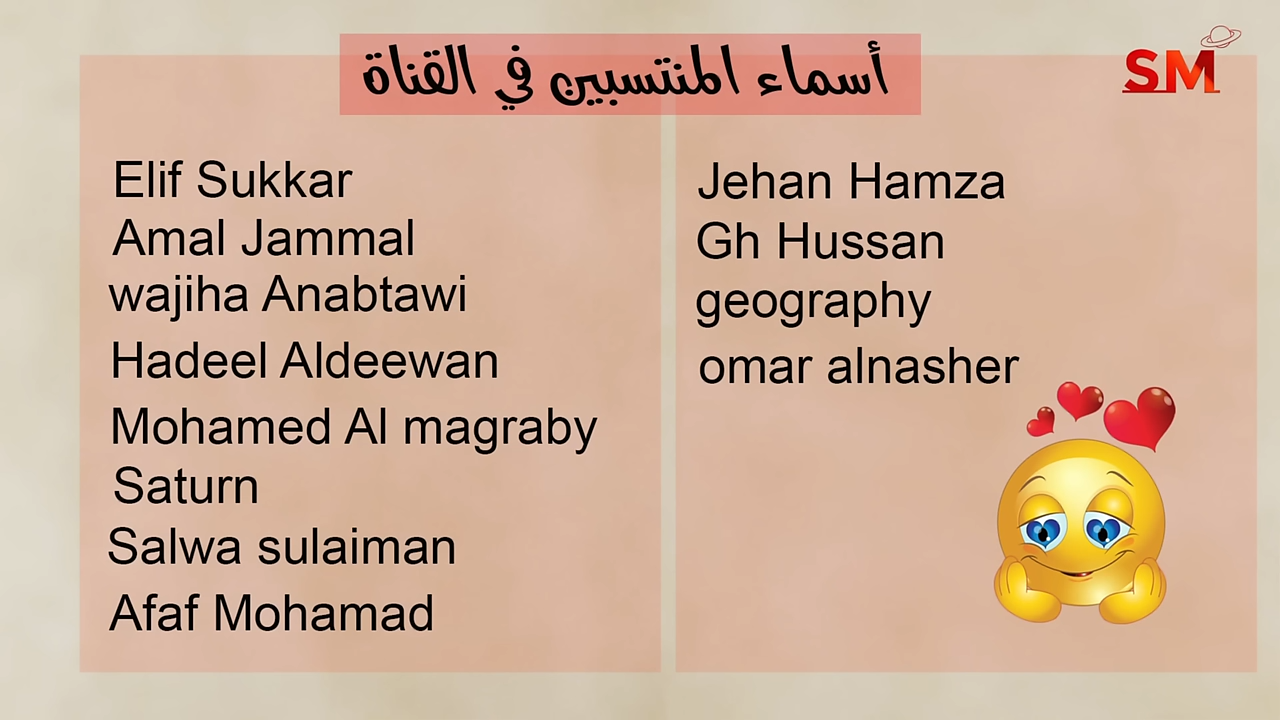 أسماء المنتسبين في القناة
SM
Elif Sukkar
Amal Jammal
wajiha Anabtawi
Hadeel Aldeewan
Mohamed Al magraby
Saturn
Salwa sulaiman
Afaf Mohamad
Jehan Hamza
Gh Hussan
geography
omar alnasher